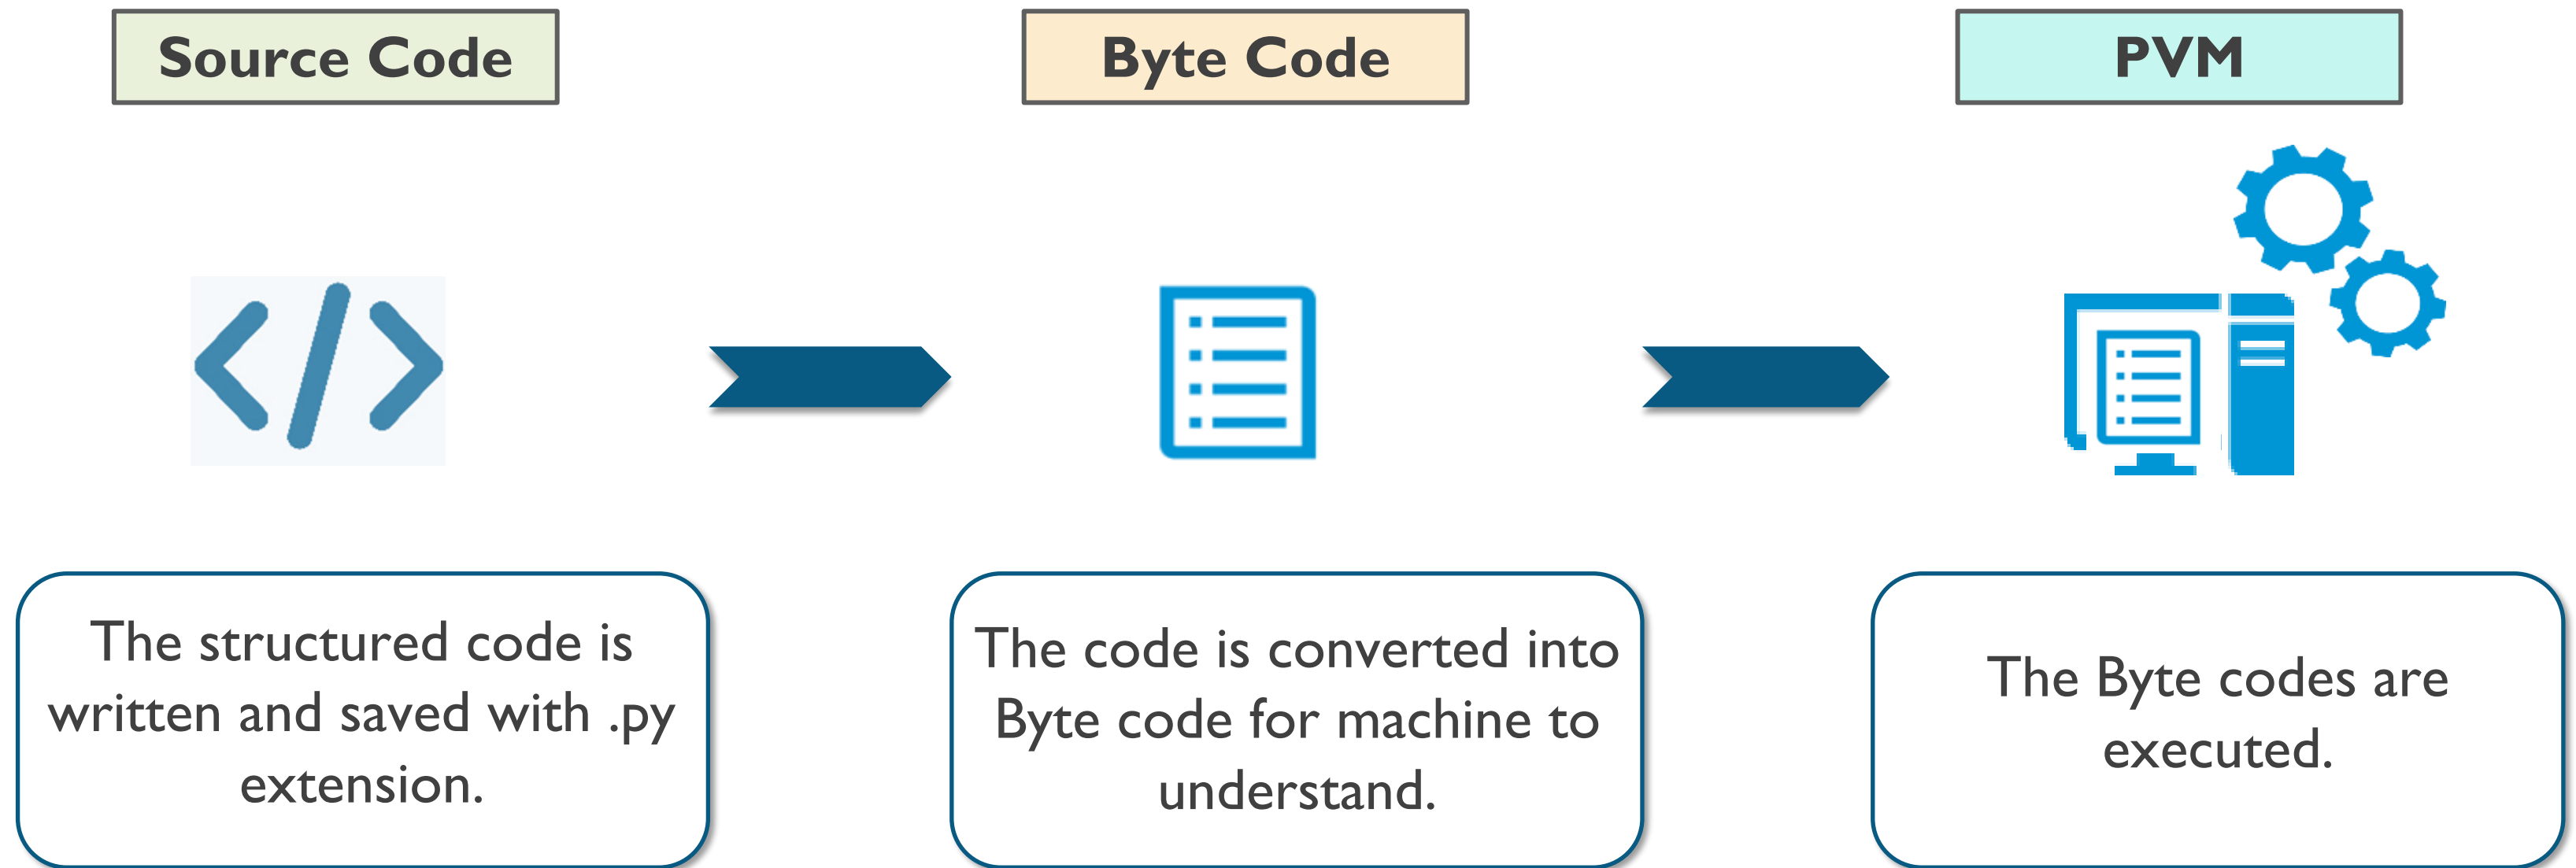 Source Code
Byte Code
PVM
The structured code is
written and saved with .py
extension.
The code is converted into
Byte code for machine to
understand.
The Byte codes are
executed.